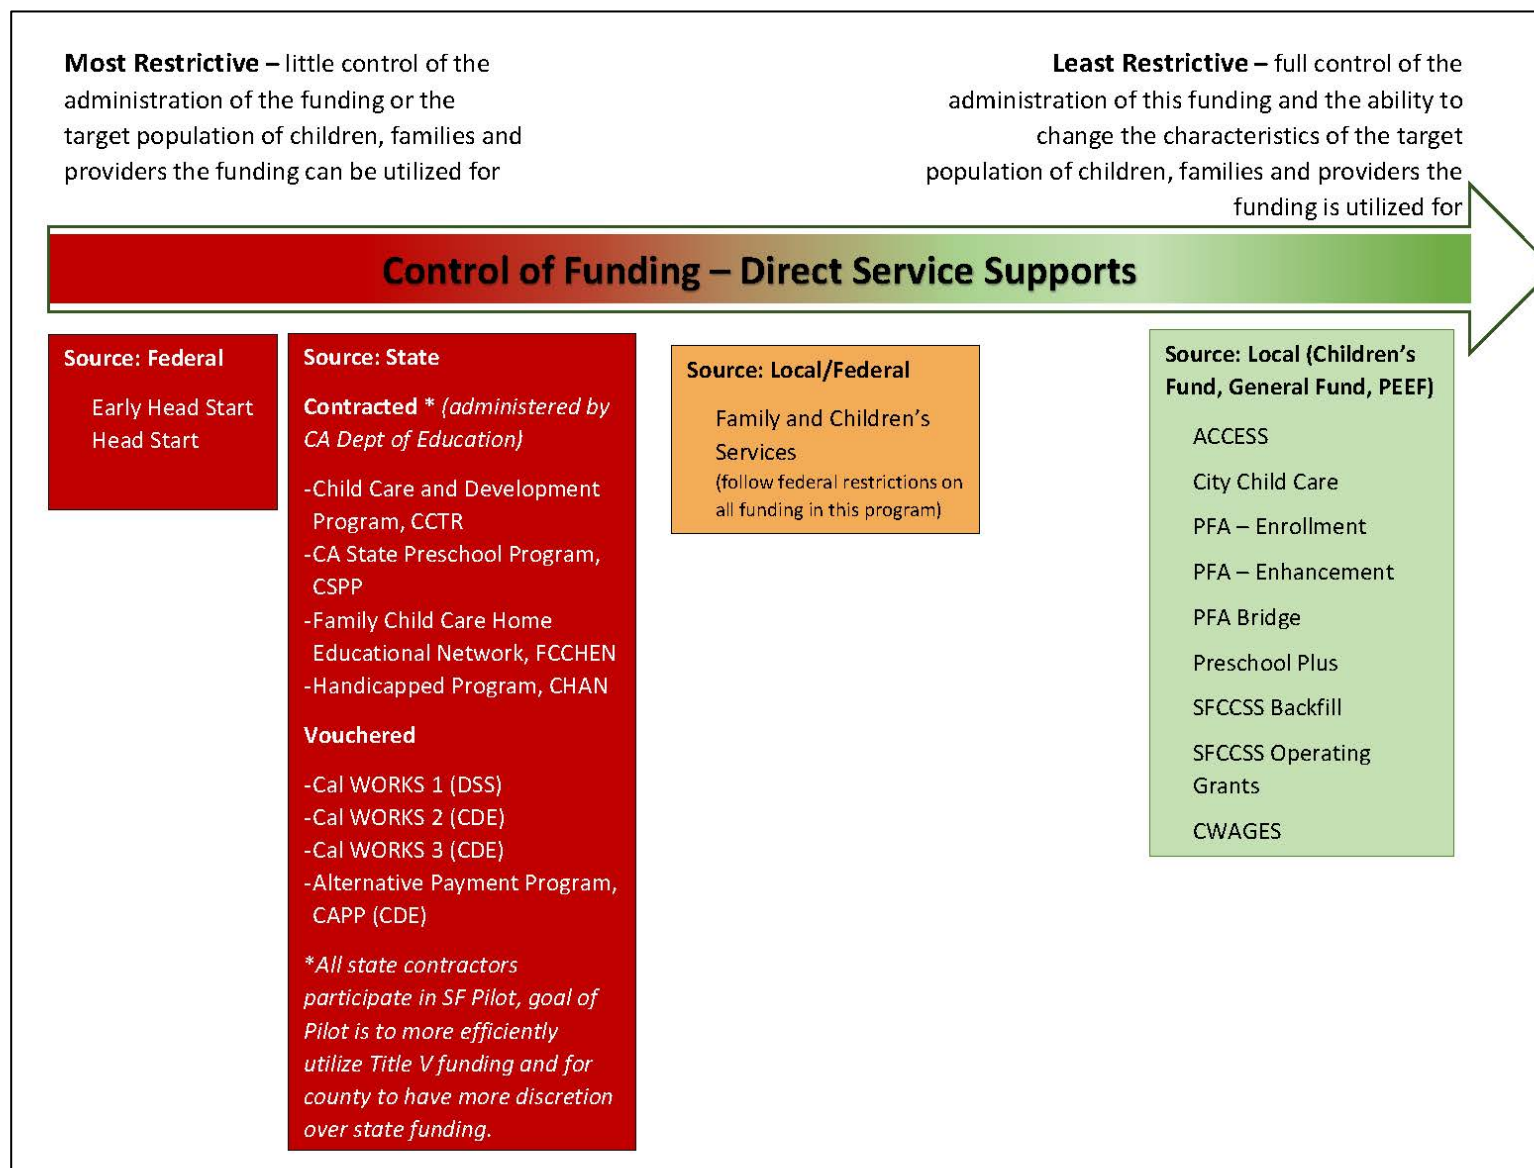 Most Restrictive – little control of the
administration of the funding or the
target population of children, families and
providers the funding can be utilized for
Least Restrictive – full control of the
administration of this funding and the ability to
change the characteristics of the target
population of children, families and providers the
funding is utilized for
Control of Funding – Direct Service Supports
Source: Federal
Early Head Start
Head Start
Source: State
Contracted * (administered by
CA Dept of Education)
-Child Care and Development
Program, CCTR
-CA State Preschool Program,
CSPP
-Family Child Care Home
Educational Network, FCCHEN
-Handicapped Program, CHAN
Vouchered
-Cal WORKS 1 (DSS)
-Cal WORKS 2 (CDE)
-Cal WORKS 3 (CDE)
-Alternative Payment Program,
CAPP (CDE)
*All state contractors
participate in SF Pilot, goal of
Pilot is to more efficiently
utilize Title V funding and for
county to have more discretion
over state funding.
Source: Local/Federal
Family and Children’s
Services
(follow federal restrictions on
all funding in this program)
Source: Local (Children’s
Fund, General Fund, PEEF)
ACCESS
City Child Care
PFA – Enrollment
PFA – Enhancement
PFA Bridge
Preschool Plus
SFCCSS Backfill
SFCCSS Operating
Grants
CWAGES